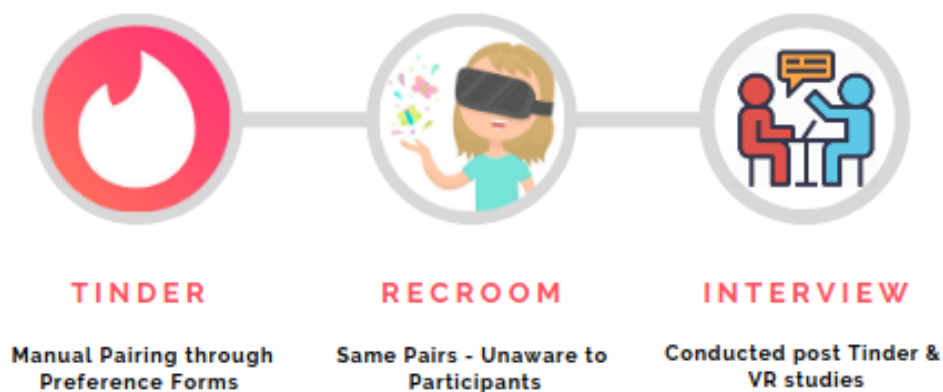 TINDER
Manual Pairing through
Preference Forms
RECROOM
Same Pairs - Unaware to
Participants
INTERVIEW
Conducted post Tinder &
VR studies